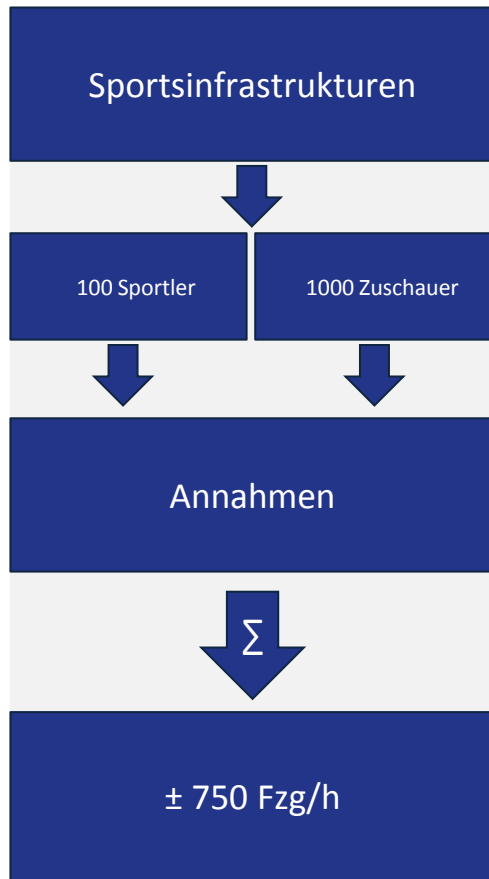 Sportsinfrastrukturen
100 Sportler
1000 Zuschauer
Annahmen
∑
± 750 Fzg/h